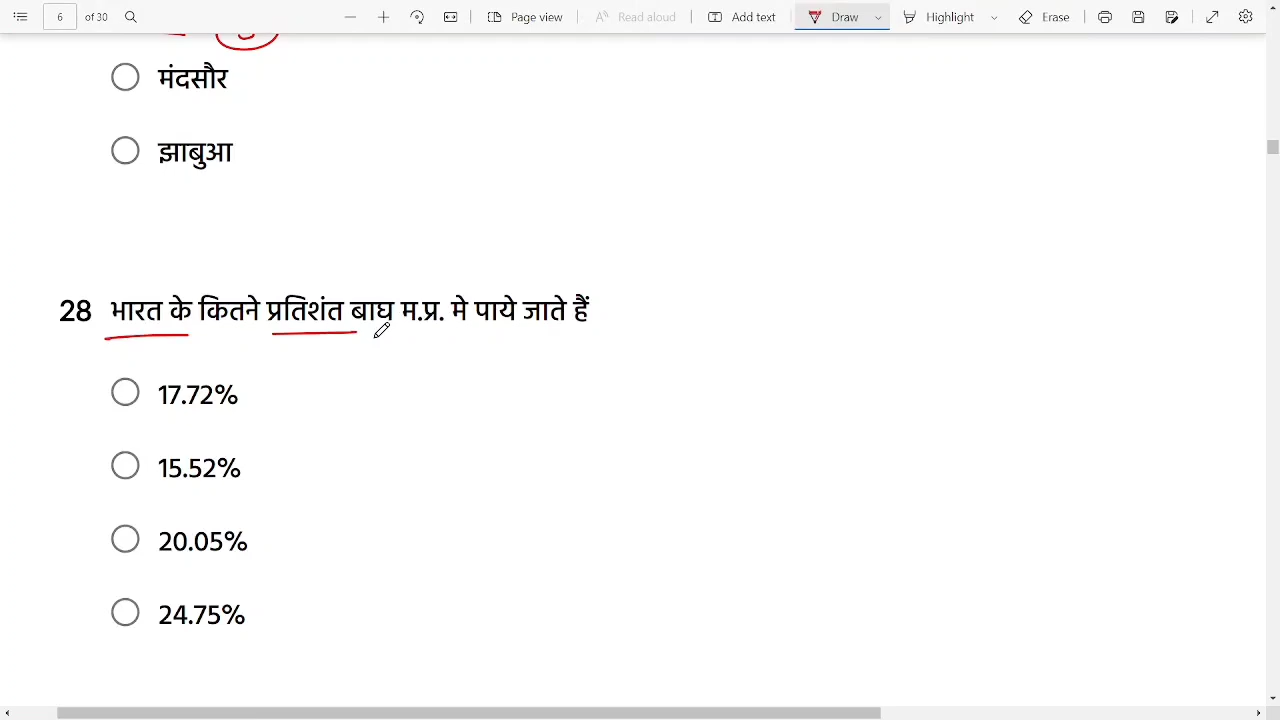 6 of 30 Page view Read aloud Add text Draw Highlight Erase
मंदसौर
झाबुआ
28 भारत के कितने प्रतिशंत बाघ म.प्र. मे पाये जाते हैं
17.72%
15.52%
20.05%
24.75%